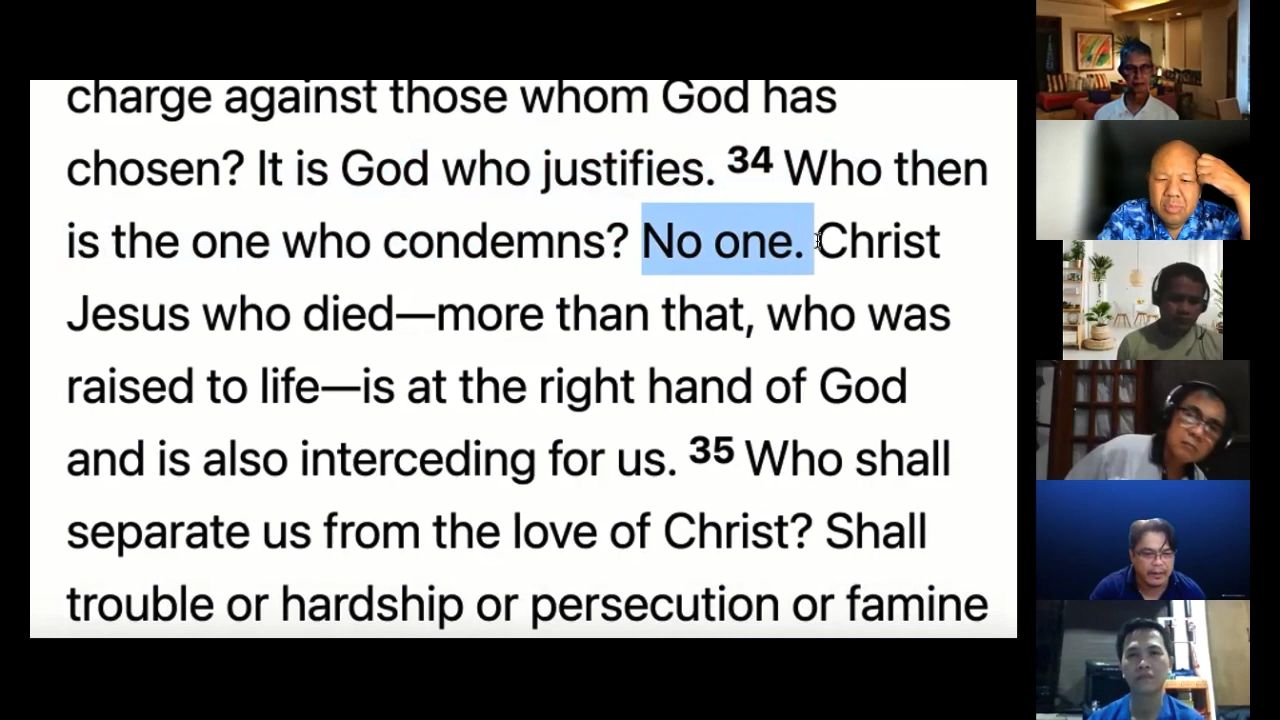 charge against those whom God has
chosen? It is God who justifies. 34 Who then
is the one who condemns? No one. Christ
Jesus who died—more than that, who was
raised to life—is at the right hand of God
and is also interceding for us. 35 Who shall
separate us from the love of Christ? Shall
trouble or hardship or persecution or famine